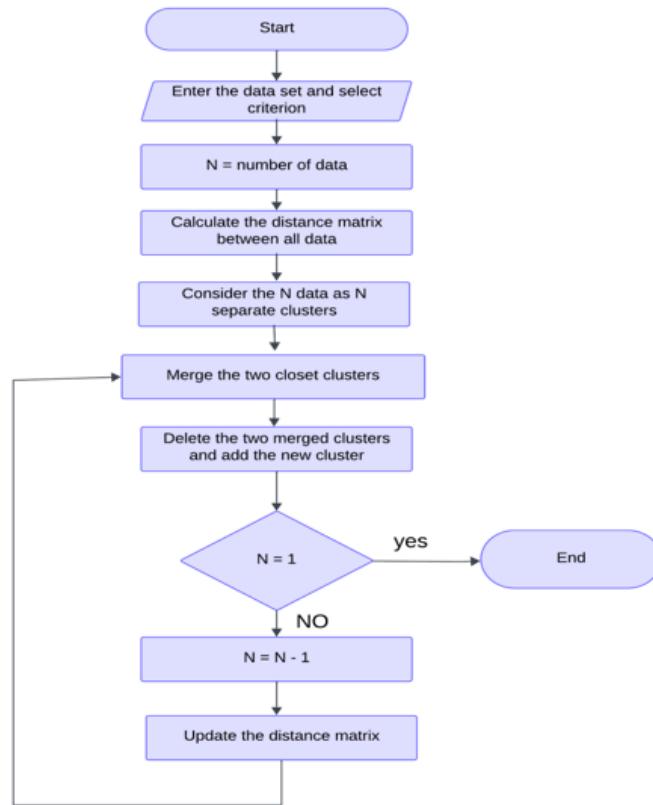 Start
Enter the data set and select
criterion
N = number of data
Calculate the distance matrix
between all data
Consider the N data as N
separate clusters
Merge the two closet clusters
Delete the two merged clusters
and add the new cluster
N = 1
yes
End
NO
N = N - 1
Update the distance matrix